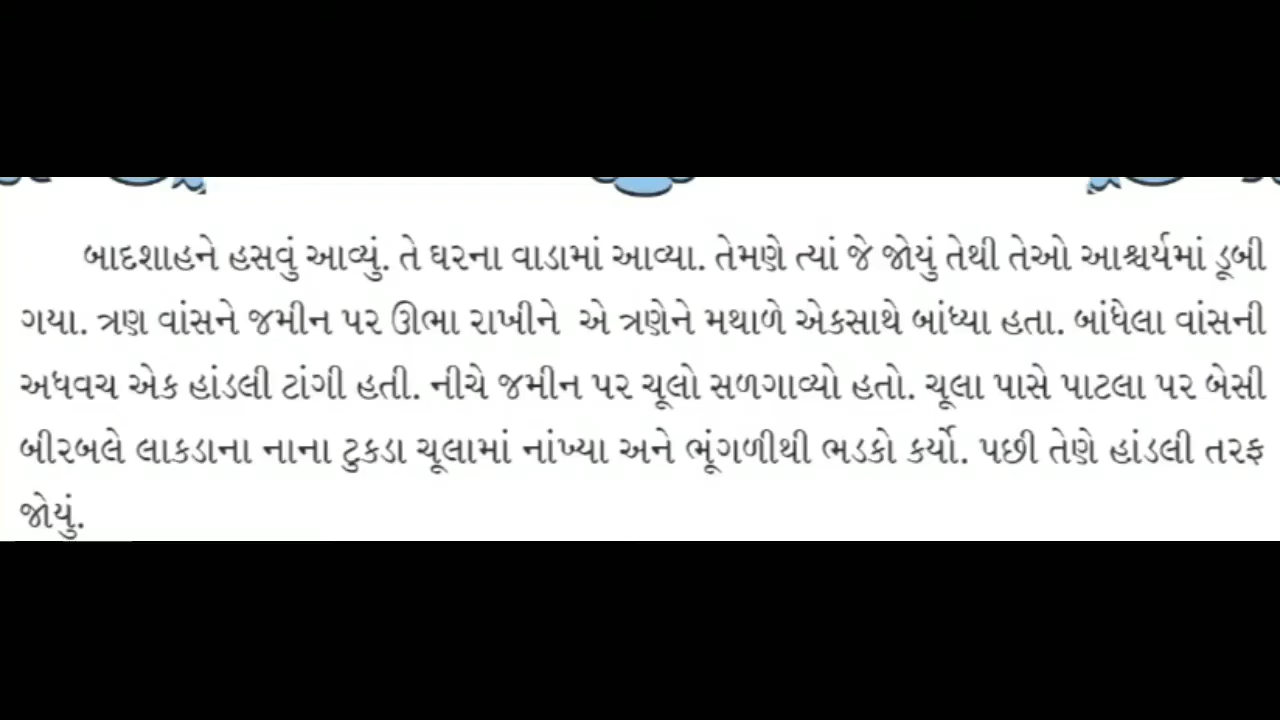 બાદશાહને હસવું આવ્યું. તે ઘરના વાડામાં આવ્યા. તેમણે ત્યાં જે જોયું તેથી તેઓ આશ્ચર્યમાં ડૂબી
ગયા. ત્રણ વાંસને જમીન પર ઊભા રાખીને એ ત્રણેને મથાળે એકસાથે બાંધ્યા હતા. બાંધેલા વાંસની
અધવચ એક હાંડલી ટાંગી હતી. નીચે જમીન પર ચૂલો સળગાવ્યો હતો. ચૂલા પાસે પાટલા પર બેસી
બીરબલે લાકડાના નાના ટુકડા ચૂલામાં નાંખ્યા અને ભૂંગળીથી ભડકો કર્યો. પછી તેણે હાંડલી તરફ
જોયું.